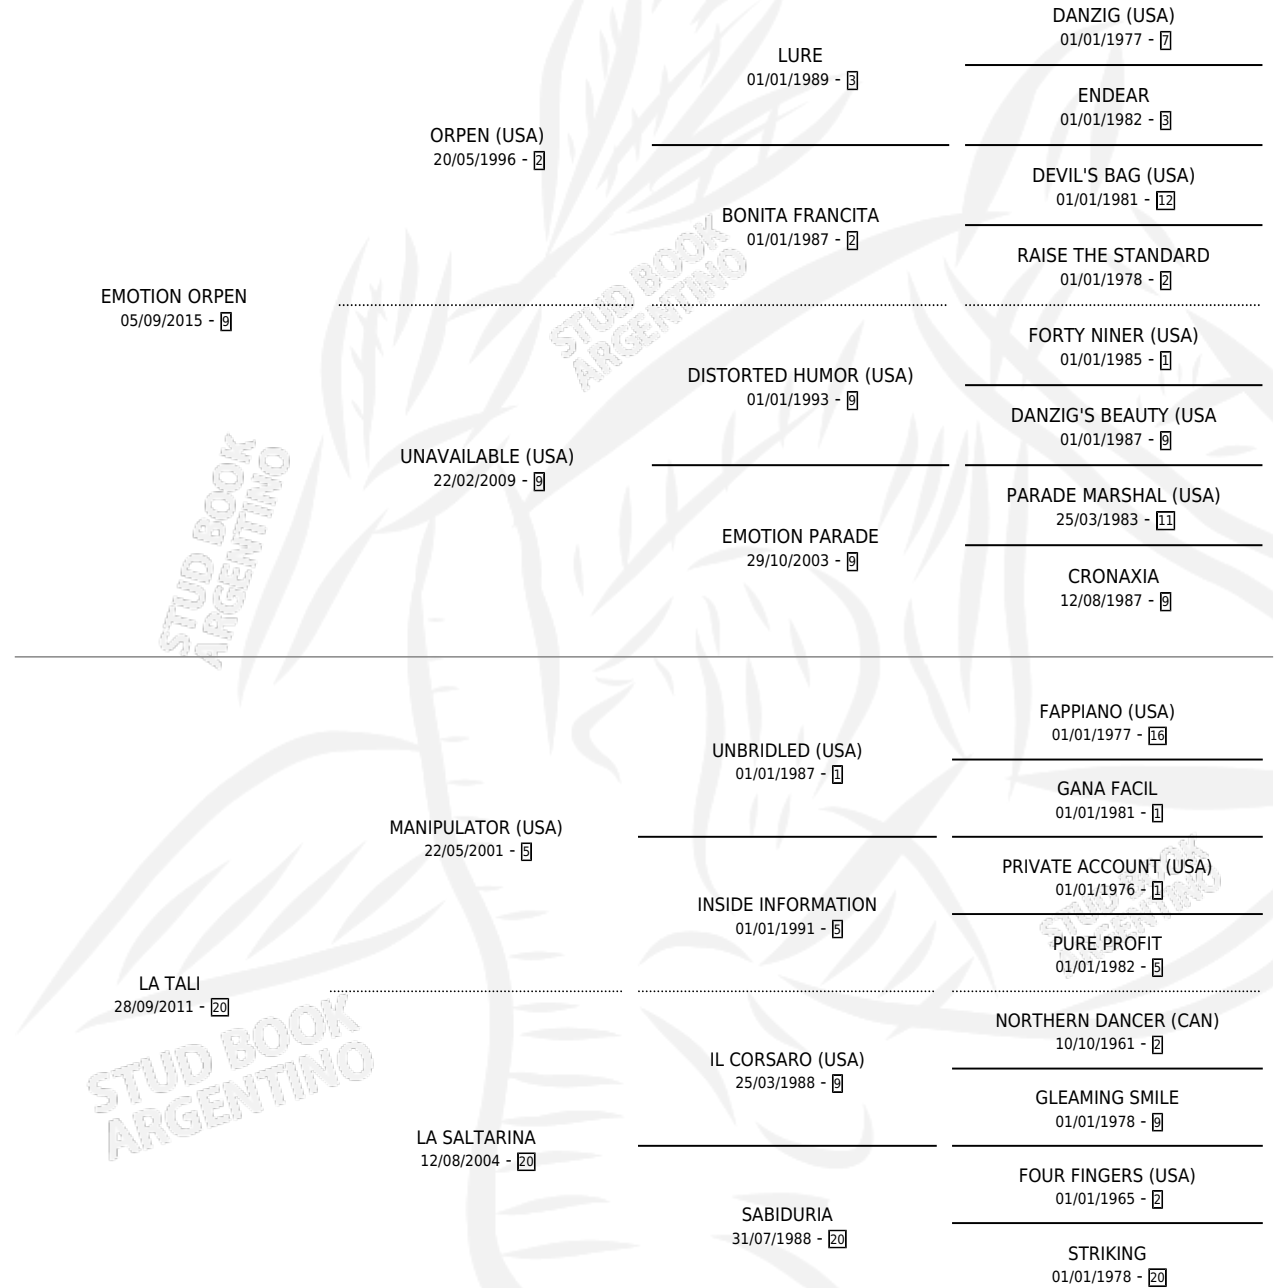 DANZIG (USA)
01/01/1977 - 7
LURE
01/01/1989 - 3
ENDEAR
01/01/1982 - 3
ORPEN (USA)
20/05/1996 - 2
DEVIL'S BAG (USA)
01/01/1981 - 12
BONITA FRANCITA
01/01/1987 - 2
RAISE THE STANDARD
01/01/1978 - 2
EMOTION ORPEN
05/09/2015 - 9
FORTY NINER (USA)
01/01/1985 - 1
DISTORTED HUMOR (USA)
01/01/1993 - 9
DANZIG'S BEAUTY (USA
01/01/1987 - 9
UNAVAILABLE (USA)
22/02/2009 - 9
PARADE MARSHAL (USA)
25/03/1983 - 11
EMOTION PARADE
29/10/2003 - 9
CRONAXIA
12/08/1987 - 9
STUD BOOK
ARGENTINO
STUD BOOK
ARGENTINO
FAPPIANO (USA)
01/01/1977 - 16
UNBRIDLED (USA)
01/01/1987 - 1
GANA FACIL
01/01/1981 - 1
MANIPULATOR (USA)
22/05/2001 - 5
PRIVATE ACCOUNT (USA)
01/01/1976 - 1
INSIDE INFORMATION
01/01/1991 - 5
PURE PROFIT
01/01/1982 - 5
LA TALI
28/09/2011 - 20
NORTHERN DANCER (CAN)
10/10/1961 - 2
IL CORSARO (USA)
25/03/1988 - 9
GLEAMING SMILE
01/01/1978 - 9
LA SALTARINA
12/08/2004 - 20
FOUR FINGERS (USA)
01/01/1965 - 2
SABIDURIA
31/07/1988 - 20
STRIKING
01/01/1978 - 20
STUD BOOK
ARGENTINO
STUD BOOK
ARGENTINO